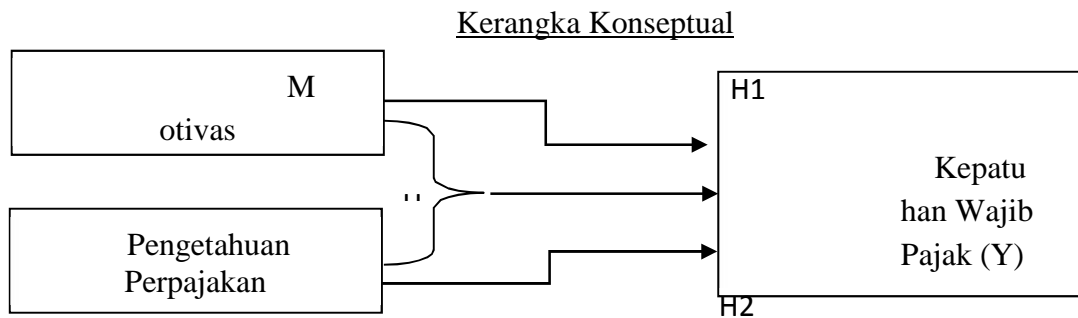 Kerangka Konseptual
M
otivas
Pengetahuan
Perpajakan
H1
Kepatu
han Wajib
Pajak (Y)
H2